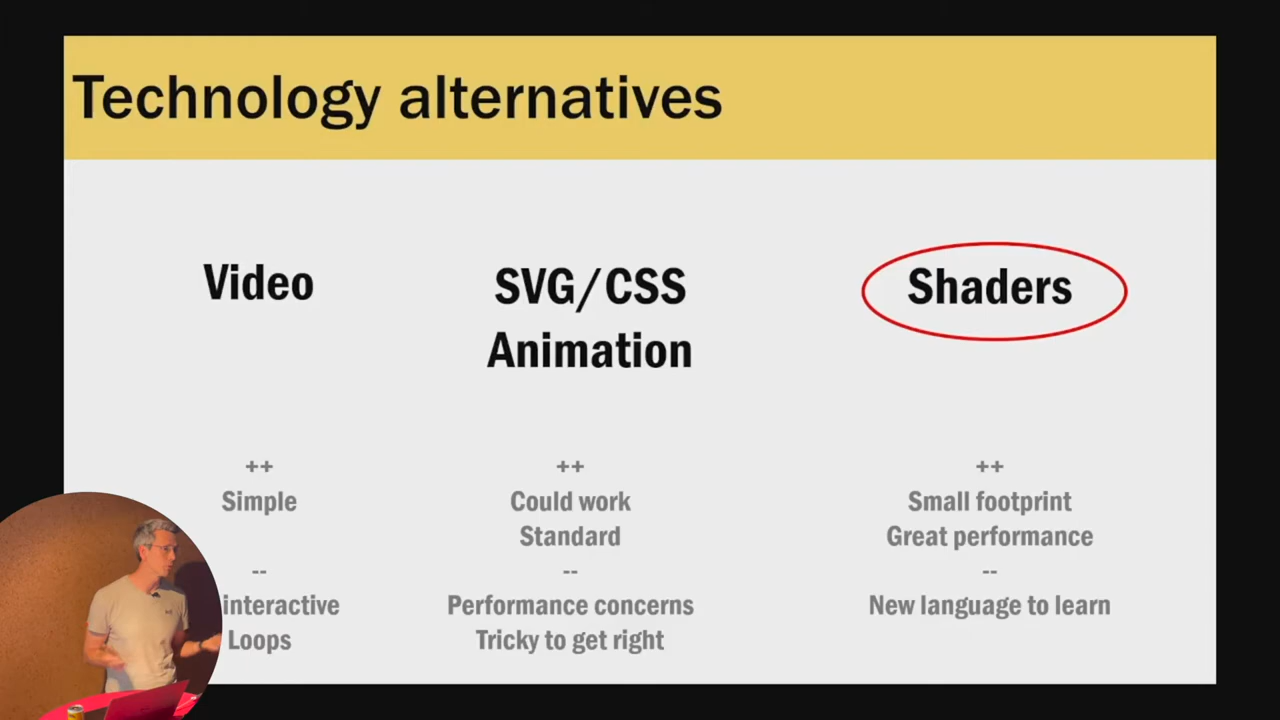 Technology alternatives
Video
SVG/CSS
Animation
Shaders
++
Simple
--
interactive
Loops
++
Could work
Standard
--
Performance concerns
Tricky to get right
++
Small footprint
Great performance
--
New language to learn